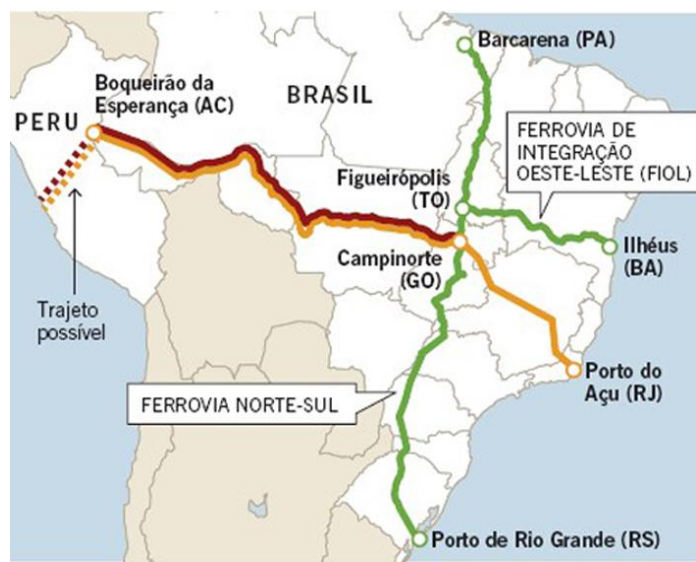 Barcarena (PA)
Boqueirão da
Esperança (AC)
BRASIL
PERU
FERROVIA DE
INTEGRAÇÃO
OESTE-LESTE (FIOL)
Figueirópolis
(TO)
Campinorte
(GO)
Ilhéus
(BA)
Trajeto
possível
Porto do
Açu (RJ)
FERROVIA NORTE-SUL
Porto de Rio Grande (RS)